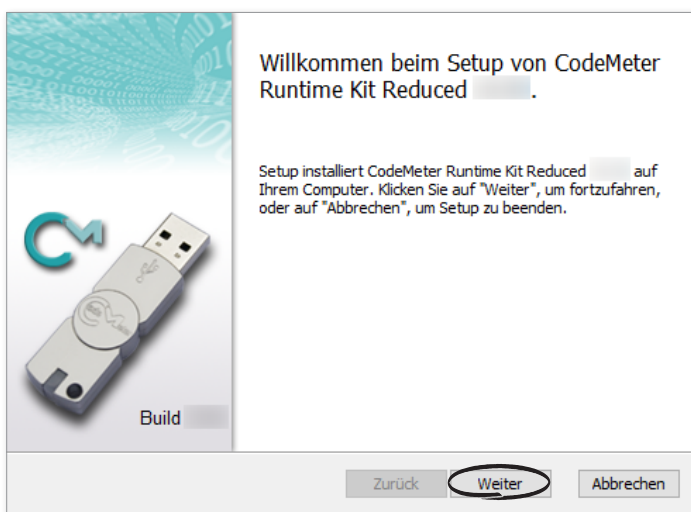 Willkommen beim Setup von CodeMeter
Runtime Kit Reduced .
Setup installiert CodeMeter Runtime Kit Reduced auf
Ihrem Computer. Klicken Sie auf "Weiter", um fortzufahren,
oder auf "Abbrechen", um Setup zu beenden.
Build
Zurück Weiter Abbrechen